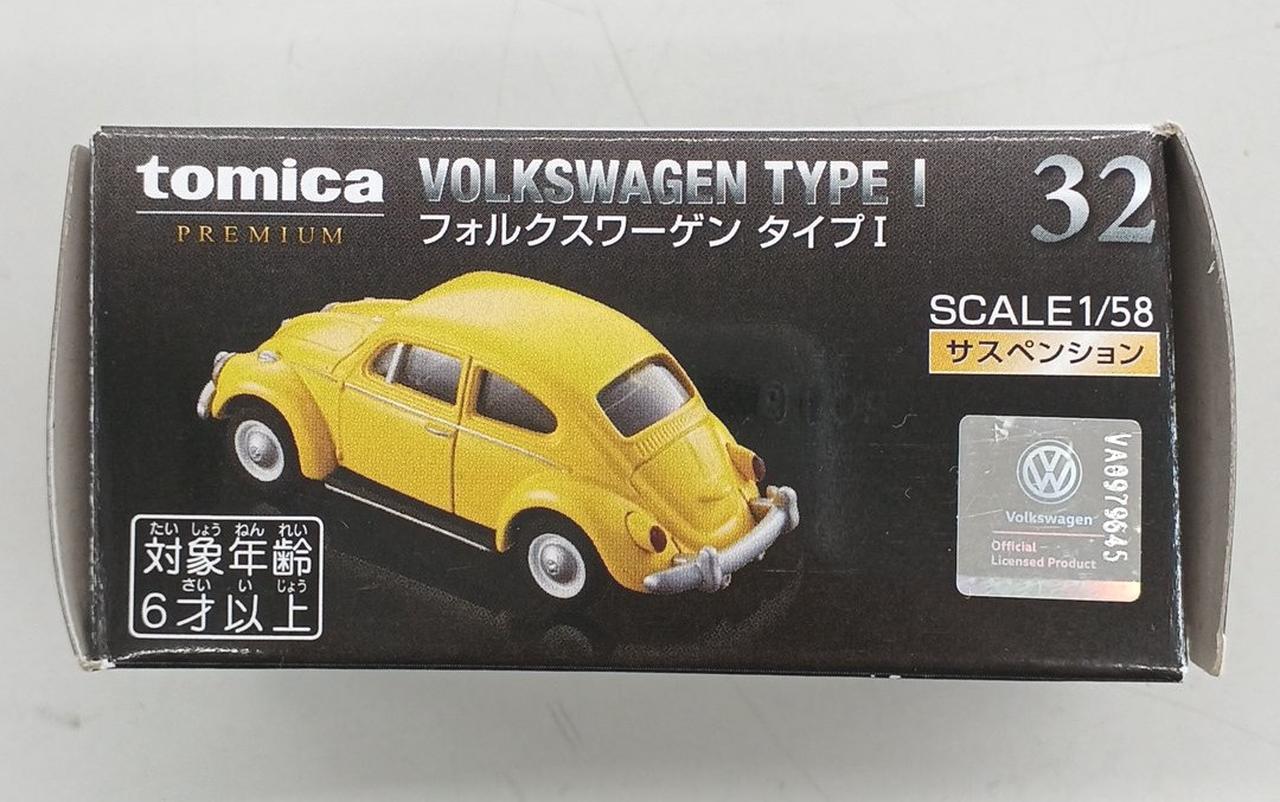 tomica
PREMIUM
VOLKSWAGEN TYPE I
フォルクスワーゲン タイプI
32
SCALE1/58
サスペンション
Volkswagen
Official
Licensed Product
VA0979645
たい しょう ねん れい
対象年齢
さい い じょう
6才以上